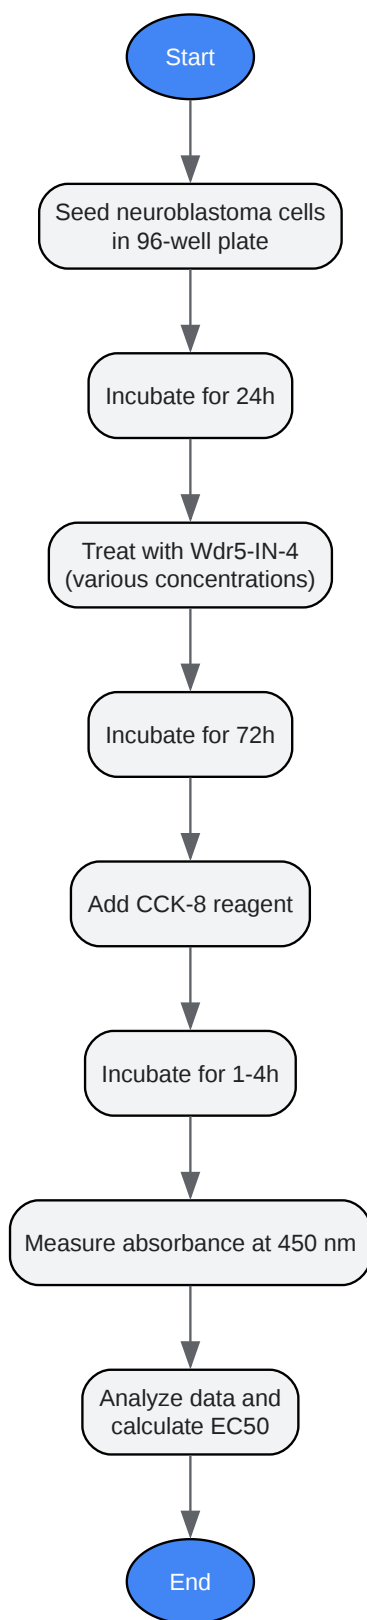 Start
Seed neuroblastoma cells
in 96-well plate
Incubate for 24h
Treat with Wdr5-IN-4
(various concentrations)
Incubate for 72h
Add CCK-8 reagent
Incubate for 1-4h
Measure absorbance at 450 nm
Analyze data and
calculate EC50
End